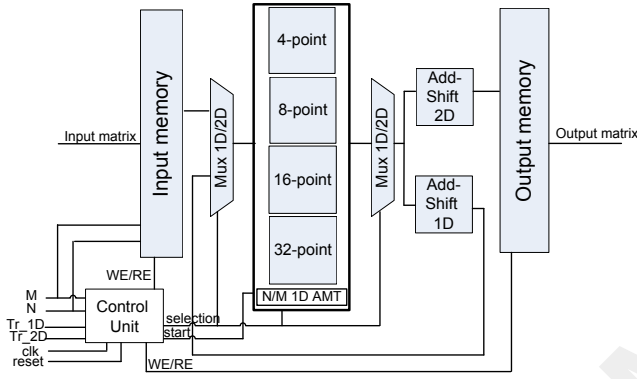 Input matrix
Input memory
Mux 1D/2D
4-point
8-point
16-point
32-point
N/M 1D AMT
Mux 1D/2D
Add-
Shift
2D
Add-
Shift
1D
Output memory
Output matrix
WE/RE
M
N
Tr_1D
Tr_2D
clk
reset
Control
Unit
selection
start
WE/RE